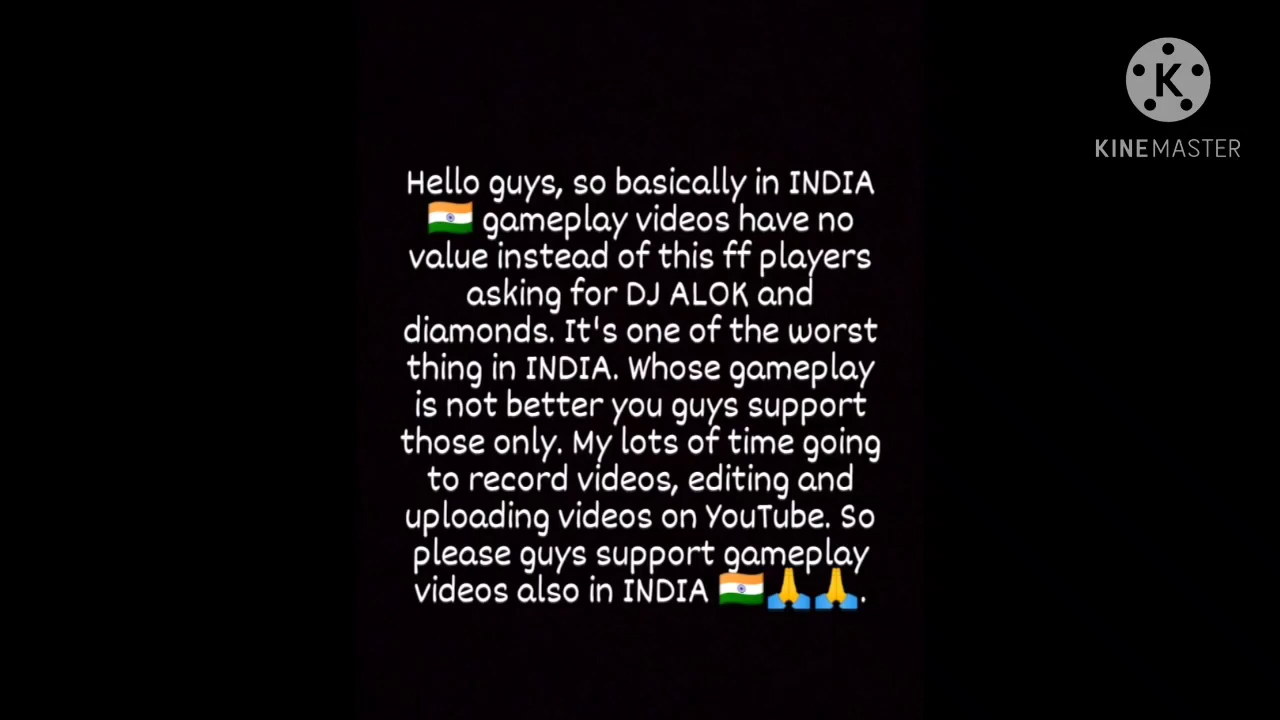 K
KINEMASTER
Hello guys, so basically in INDIA
🇮🇳 gameplay videos have no
value instead of this ff players
asking for DJ ALOK and
diamonds. It's one of the worst
thing in INDIA. Whose gameplay
is not better you guys support
those only. My lots of time going
to record videos, editing and
uploading videos on YouTube. So
please guys support gameplay
videos also in INDIA 🇮🇳🙏🙏.